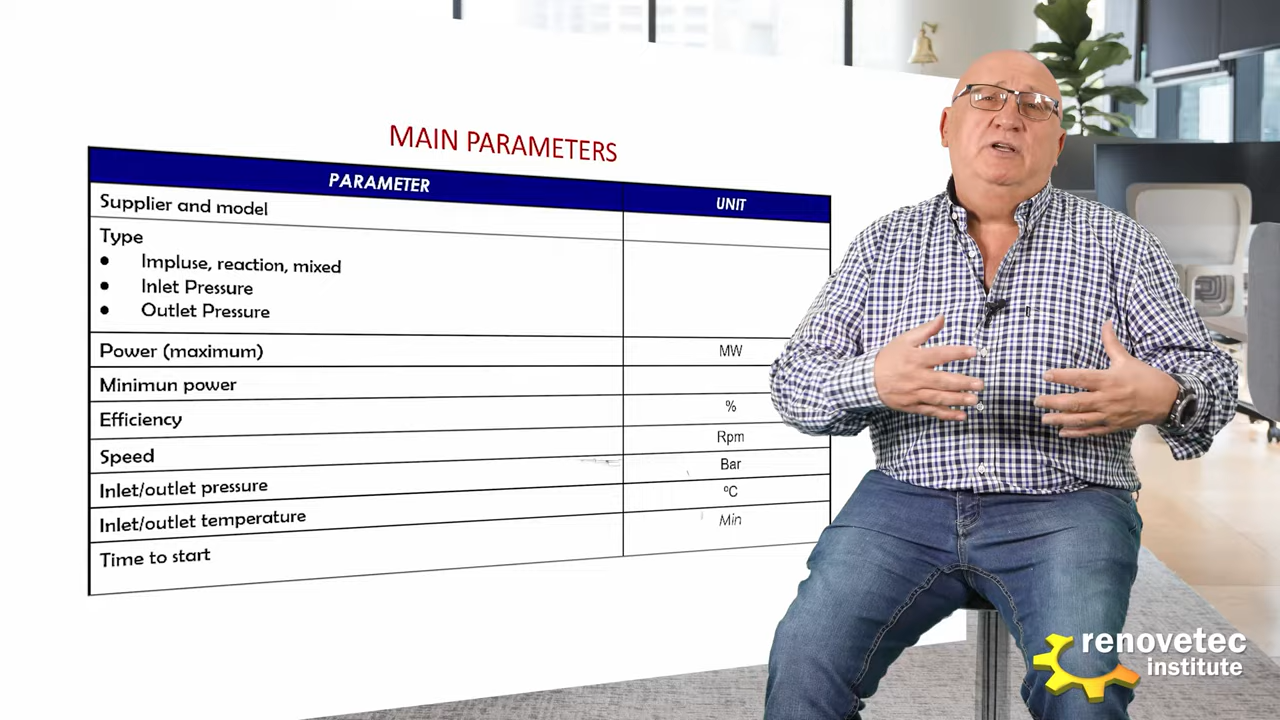 MAIN PARAMETERS
PARAMETER
UNIT
Supplier and model
Type
• Impluse, reaction, mixed
• Inlet Pressure
• Outlet Pressure
Power (maximum)
MW
Minimun power
Efficiency
%
Speed
Rpm
Inlet/outlet pressure
Bar
Inlet/outlet temperature
ºC
Time to start
Min
renovetec
institute